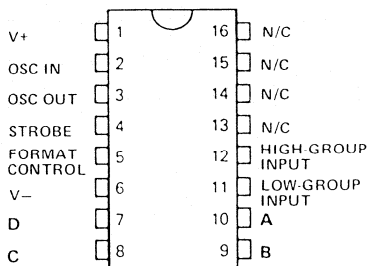 V+ 1 16 N/C
OSC IN 2 15 N/C
OSC OUT 3 14 N/C
STROBE 4 13 N/C
FORMAT CONTROL 5 12 HIGH-GROUP INPUT
V– 6 11 LOW-GROUP INPUT
D 7 10 A
C 8 9 B